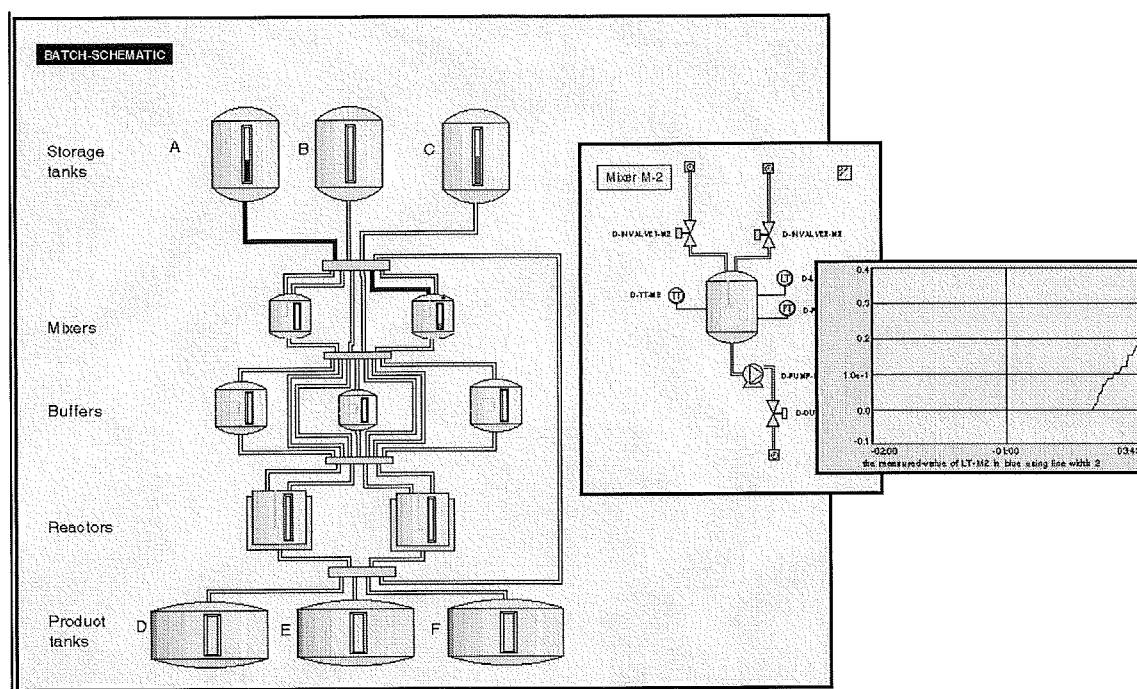 BATCH-SCHEMATIC
A
B
C
Storage
tanks
Mixers
Buffers
Reactors
Product
tanks
D
E
F
Mixer M-2
D-INVALVE1-M2
D-INVALVE2-M2
D-TT-M2
TT
LT
D-L
D-F
D-PUMP-
D-OU
0.4
0.3
0.2
1.0e-1
0.0
-0.1
-02:00
-01:00
the measured-value of LT-M2 in blue using line width 2